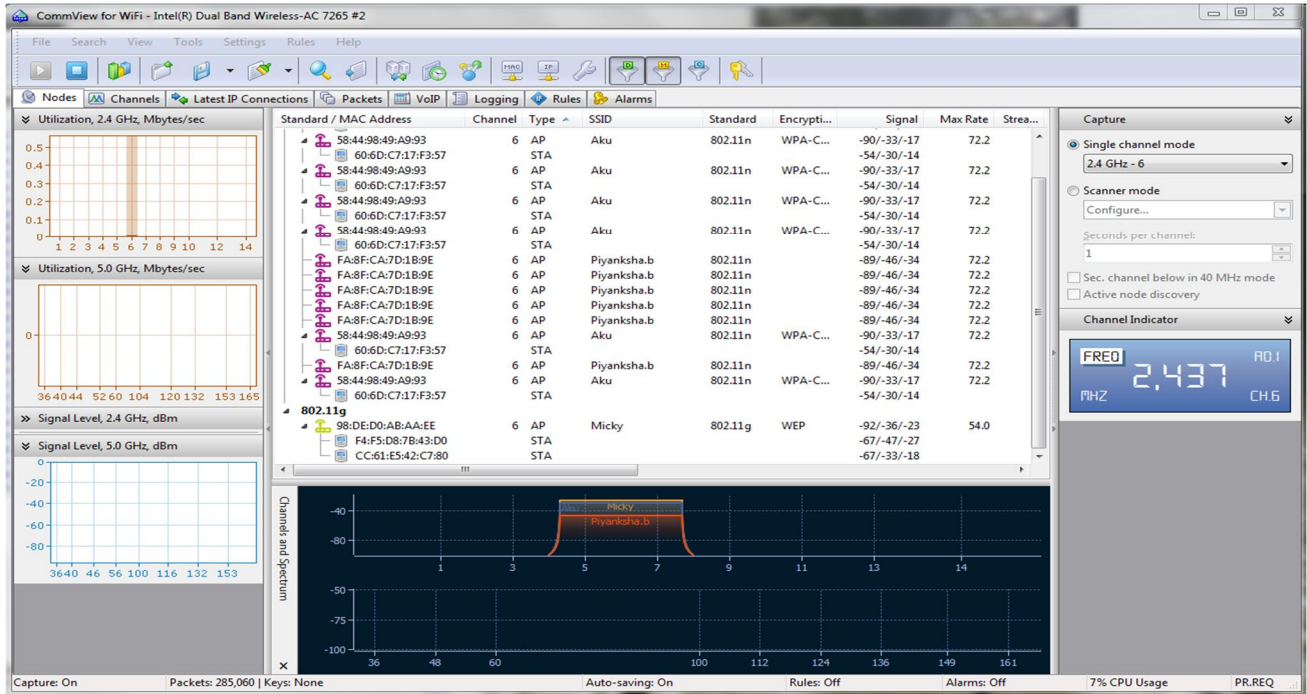 CommView for WiFi - Intel(R) Dual Band Wireless-AC 7265 #2
File Search View Tools Settings Rules Help
MAC IP D M C
Nodes Channels Latest IP Connections Packets VoIP Logging Rules Alarms
Utilization, 2.4 GHz, Mbytes/sec
0.5
0.4
0.3
0.2
0.1
0
1 2 3 4 5 6 7 8 9 10 12 14
Utilization, 5.0 GHz, Mbytes/sec
0
36 40 44 52 60 104 120 132 153 165
Signal Level, 2.4 GHz, dBm
Signal Level, 5.0 GHz, dBm
0
-20
-40
-60
-80
3640 46 56 100 116 132 153
Standard / MAC Address Channel Type SSID Standard Encrypti... Signal Max Rate Strea...
58:44:98:49:A9:93 6 AP Aku 802.11n WPA-C... -90/-33/-17 72.2
60:6D:C7:17:F3:57 STA -54/-30/-14
58:44:98:49:A9:93 6 AP Aku 802.11n WPA-C... -90/-33/-17 72.2
60:6D:C7:17:F3:57 STA -54/-30/-14
58:44:98:49:A9:93 6 AP Aku 802.11n WPA-C... -90/-33/-17 72.2
60:6D:C7:17:F3:57 STA -54/-30/-14
58:44:98:49:A9:93 6 AP Aku 802.11n WPA-C... -90/-33/-17 72.2
60:6D:C7:17:F3:57 STA -54/-30/-14
FA:8F:CA:7D:1B:9E 6 AP Piyanksha.b 802.11n -89/-46/-34 72.2
FA:8F:CA:7D:1B:9E 6 AP Piyanksha.b 802.11n -89/-46/-34 72.2
FA:8F:CA:7D:1B:9E 6 AP Piyanksha.b 802.11n -89/-46/-34 72.2
FA:8F:CA:7D:1B:9E 6 AP Piyanksha.b 802.11n -89/-46/-34 72.2
FA:8F:CA:7D:1B:9E 6 AP Piyanksha.b 802.11n -89/-46/-34 72.2
58:44:98:49:A9:93 6 AP Aku 802.11n WPA-C... -90/-33/-17 72.2
60:6D:C7:17:F3:57 STA -54/-30/-14
FA:8F:CA:7D:1B:9E 6 AP Piyanksha.b 802.11n -89/-46/-34 72.2
58:44:98:49:A9:93 6 AP Aku 802.11n WPA-C... -90/-33/-17 72.2
60:6D:C7:17:F3:57 STA -54/-30/-14
802.11g
98:DE:D0:AB:AA:EE 6 AP Micky 802.11g WEP -92/-36/-23 54.0
F4:F5:D8:7B:43:D0 STA -67/-47/-27
CC:61:E5:42:C7:80 STA -67/-33/-18
Channels and Spectrum
-40
-80
Aku Micky
Piyanksha.b
1 3 5 7 9 11 13 14
-50
-75
-100
36 48 60 100 112 124 136 149 161
Capture
Single channel mode
2.4 GHz - 6
Scanner mode
Configure...
Seconds per channel:
1
Sec. channel below in 40 MHz mode
Active node discovery
Channel Indicator
FREQ 2,437 AD.1
MHZ CH.6
Capture: On Packets: 285,060 | Keys: None Auto-saving: On Rules: Off Alarms: Off 7% CPU Usage PR.REQ